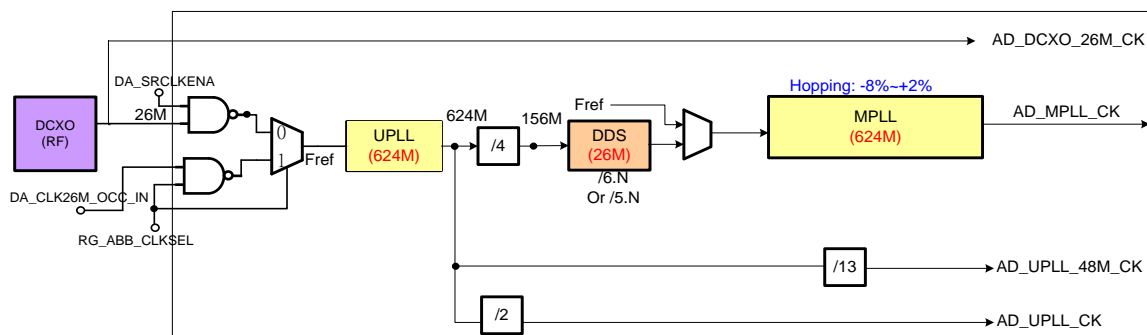 AD_DCXO_26M_CK
DA_SRCLKENA
Hopping: -8%~+2%
DCXO
(RF)
26M
0
1
Fref
UPLL
(624M)
624M
/4
156M
Fref
DDS
(26M)
/6.N
Or /5.N
MPLL
(624M)
AD_MPLL_CK
DA_CLK26M_OCC_IN
RG_ABB_CLKSEL
/13
AD_UPLL_48M_CK
/2
AD_UPLL_CK